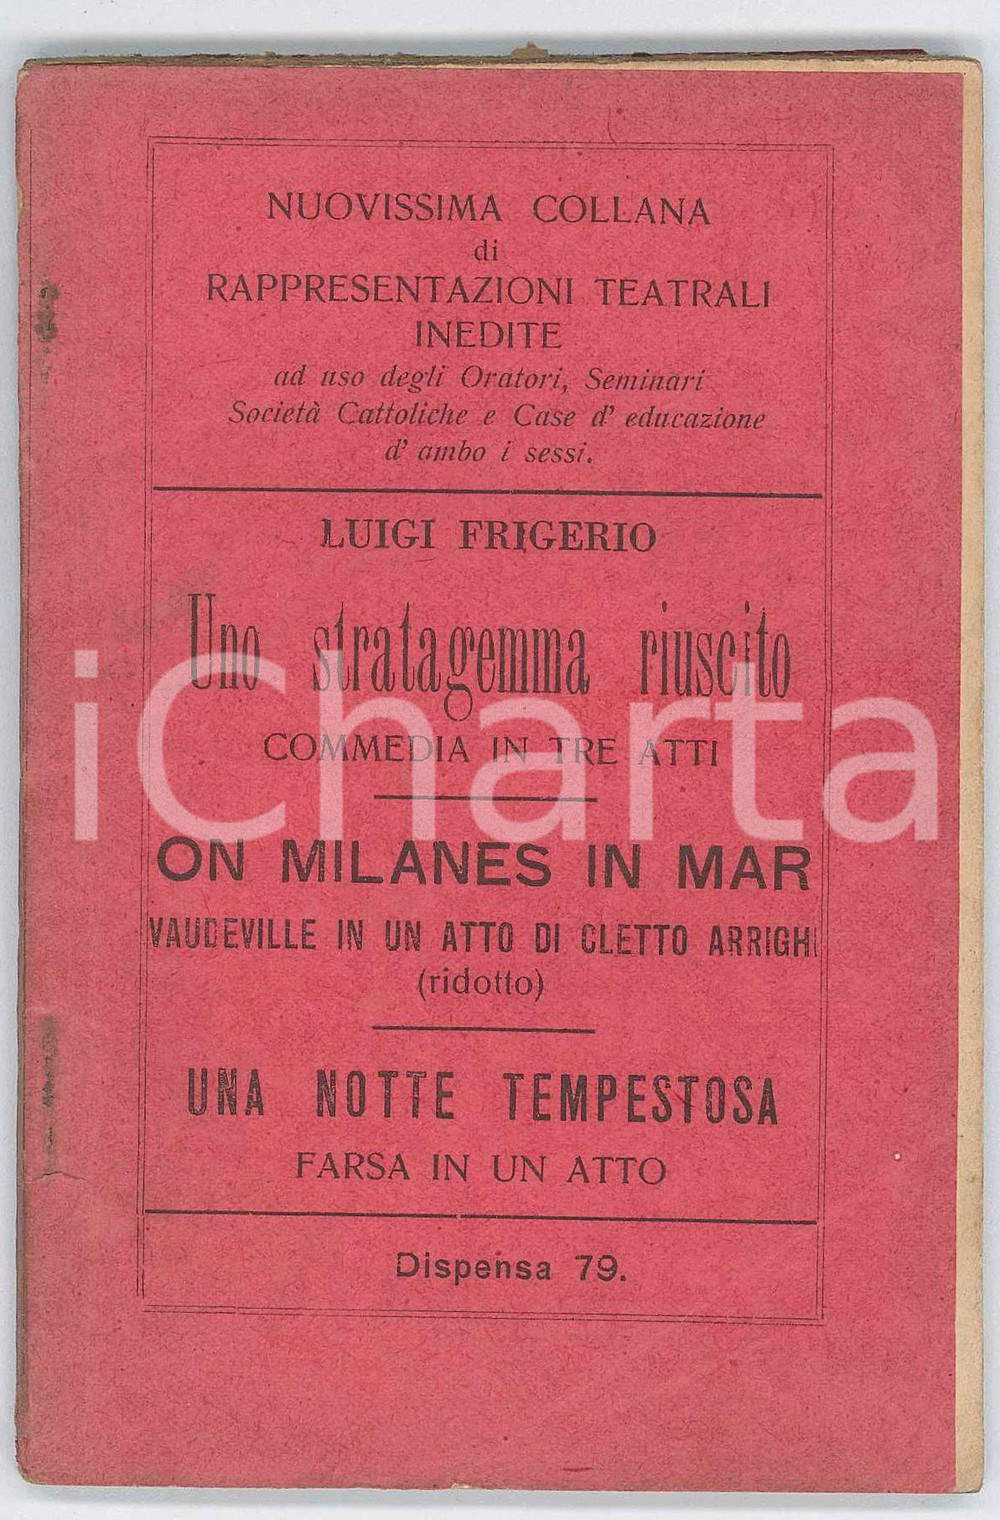 NUOVISSIMA COLLANA
di
RAPPRESENTAZIONI TEATRALI
INEDITE
ad uso degli Oratori, Seminari
Società Cattoliche e Case d' educazione
d' ambo i sessi.
LUIGI FRIGERIO
Uno stratagemma riuscito
iCharta
COMMEDIA IN TRE ATTI
ON MILANES IN MAR
VAUDEVILLE IN UN ATTO DI CLETTO ARRIGHI
(ridotto)
UNA NOTTE TEMPESTOSA
FARSA IN UN ATTO
Dispensa 79.